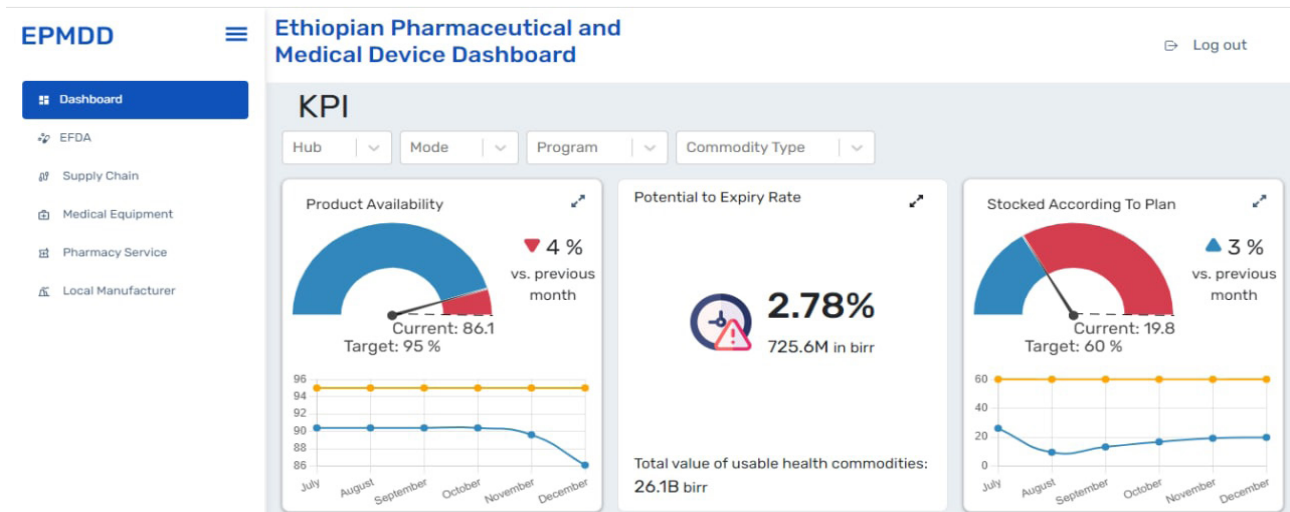 EPMDD
Ethiopian Pharmaceutical and
Medical Device Dashboard
Log out
Dashboard
EFDA
Supply Chain
Medical Equipment
Pharmacy Service
Local Manufacturer
KPI
Hub
Mode
Program
Commodity Type
Product Availability
4 %
vs. previous
month
Current: 86.1
Target: 95 %
96
94
92
90
88
86
July
August
September
October
November
December
Potential to Expiry Rate
2.78%
725.6M in birr
Total value of usable health commodities:
26.1B birr
Stocked According To Plan
3 %
vs. previous
month
Current: 19.8
Target: 60 %
60
40
20
0
July
August
September
October
November
December